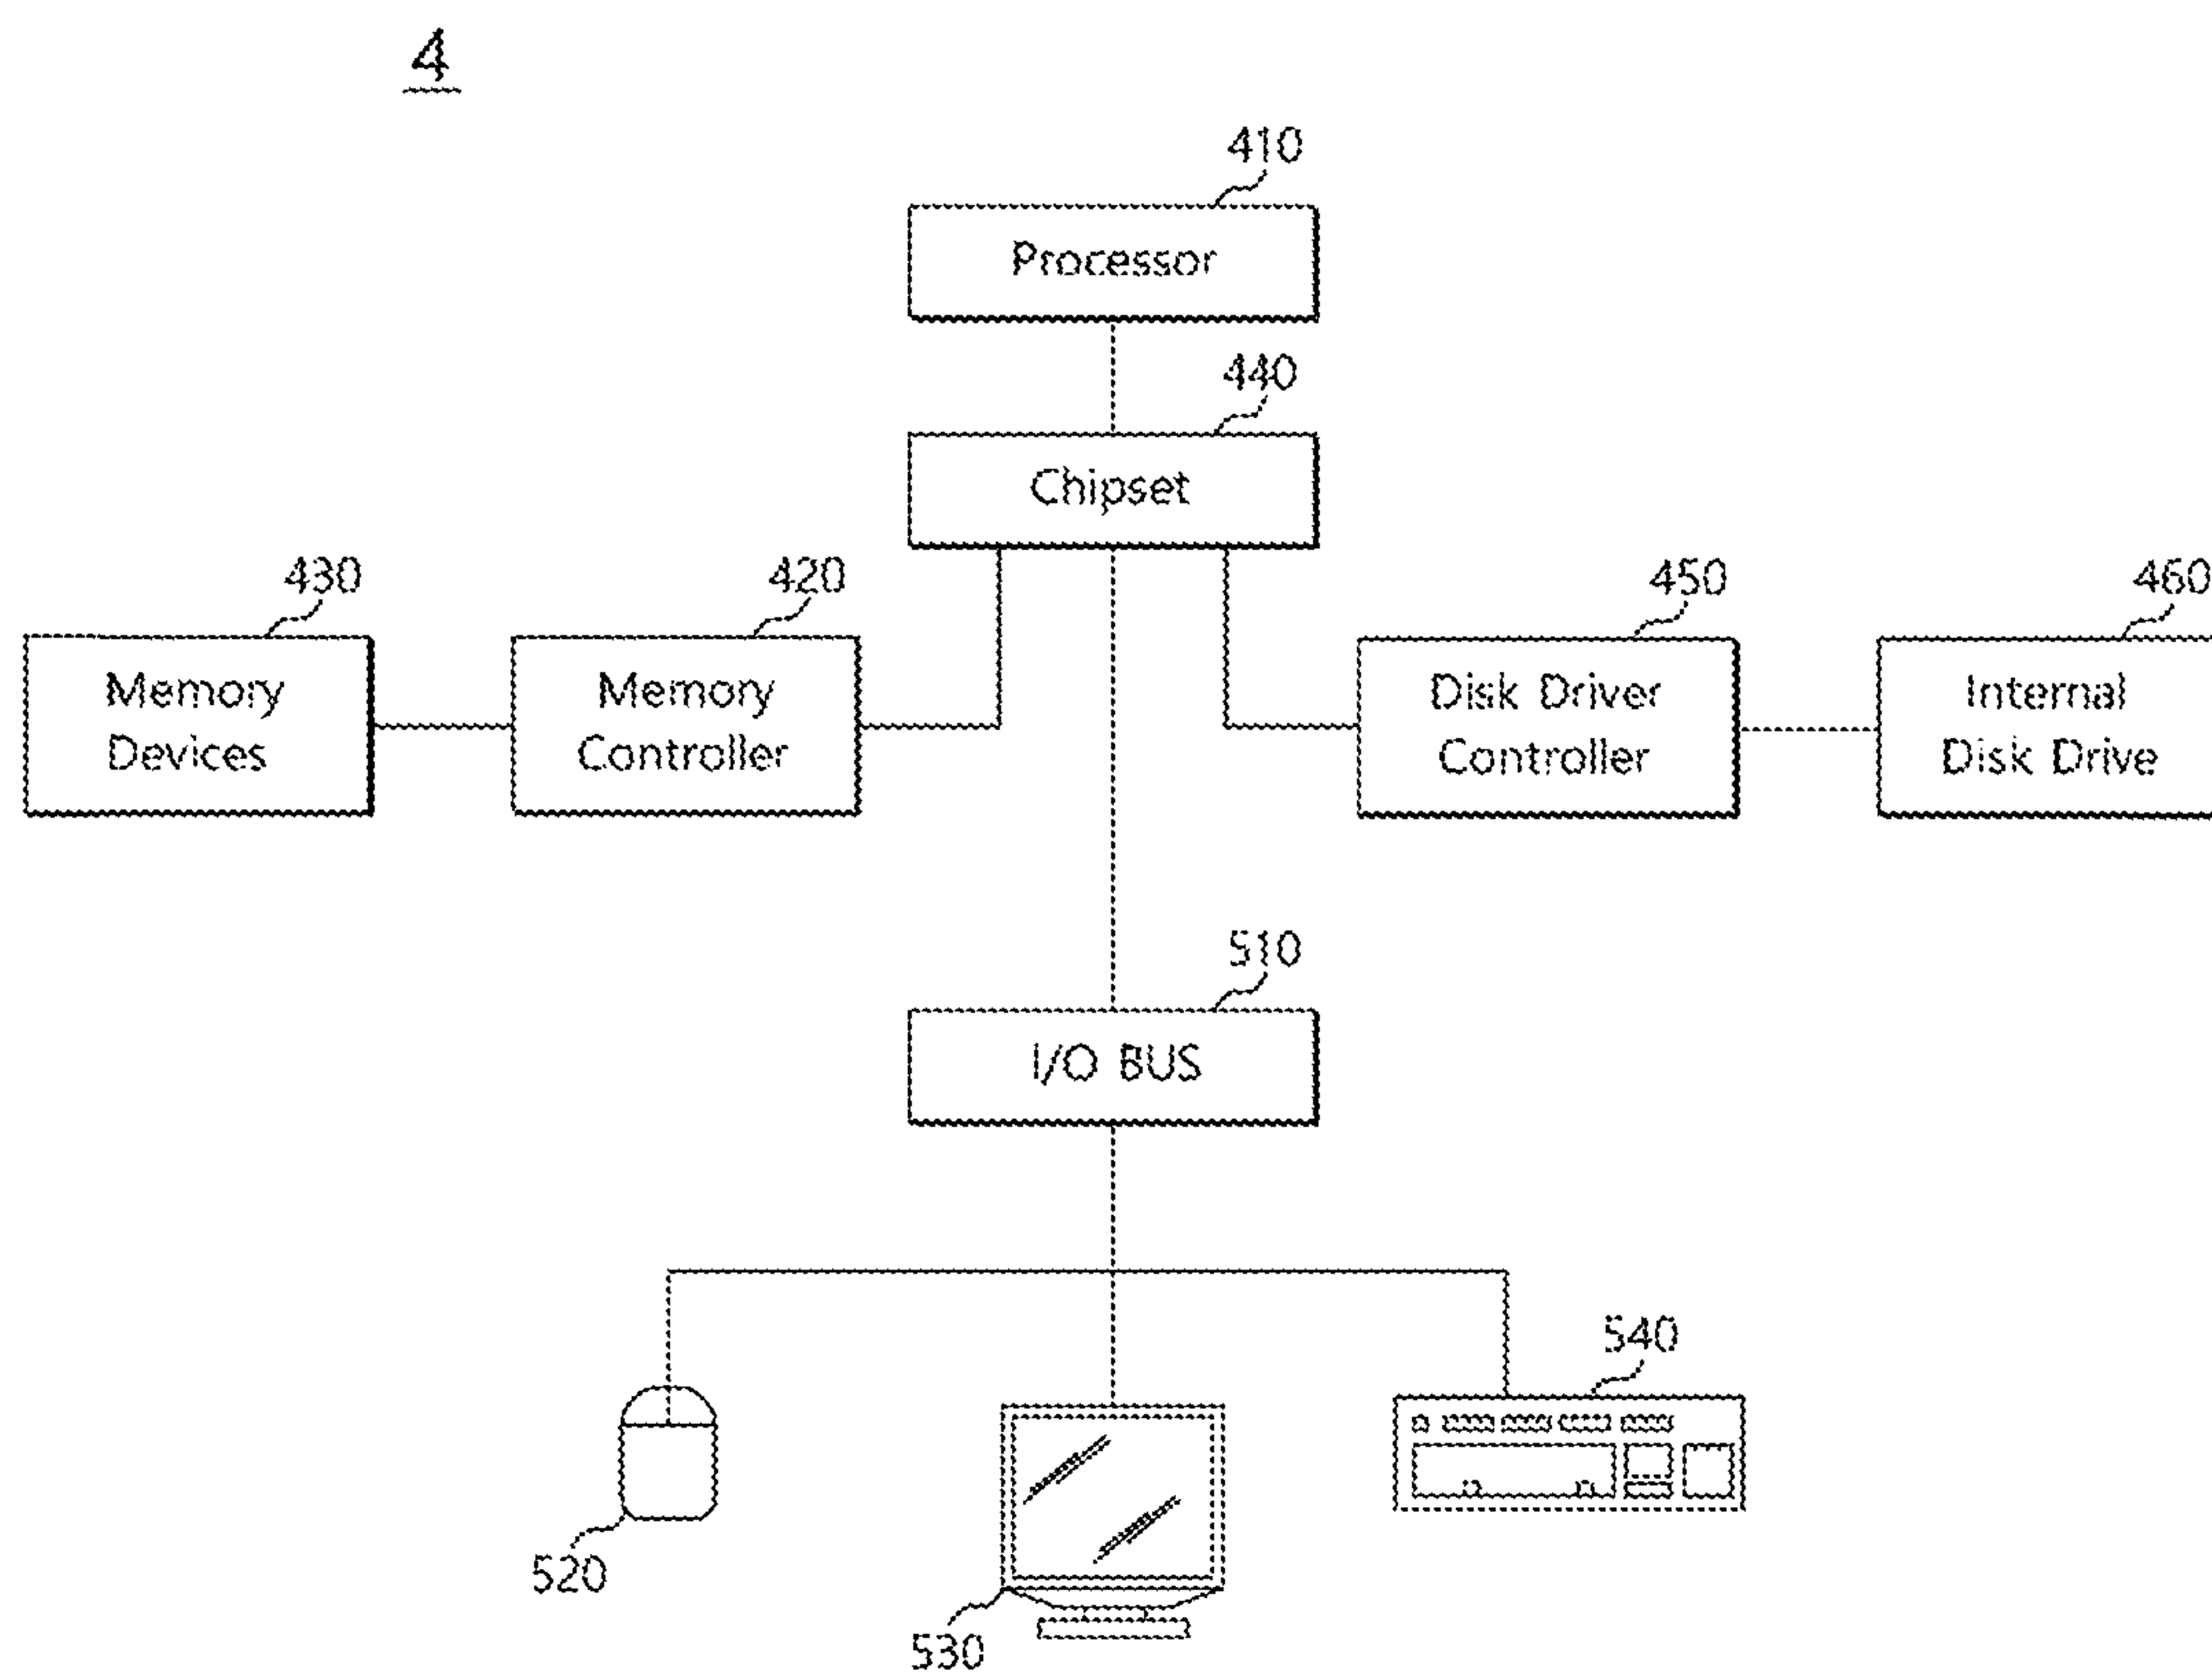 4
410
Processor
440
Chipset
430
420
450
460
Memory
Devices
Memory
Controller
Disk Driver
Controller
Internal
Disk Drive
510
I/O BUS
540
520
530